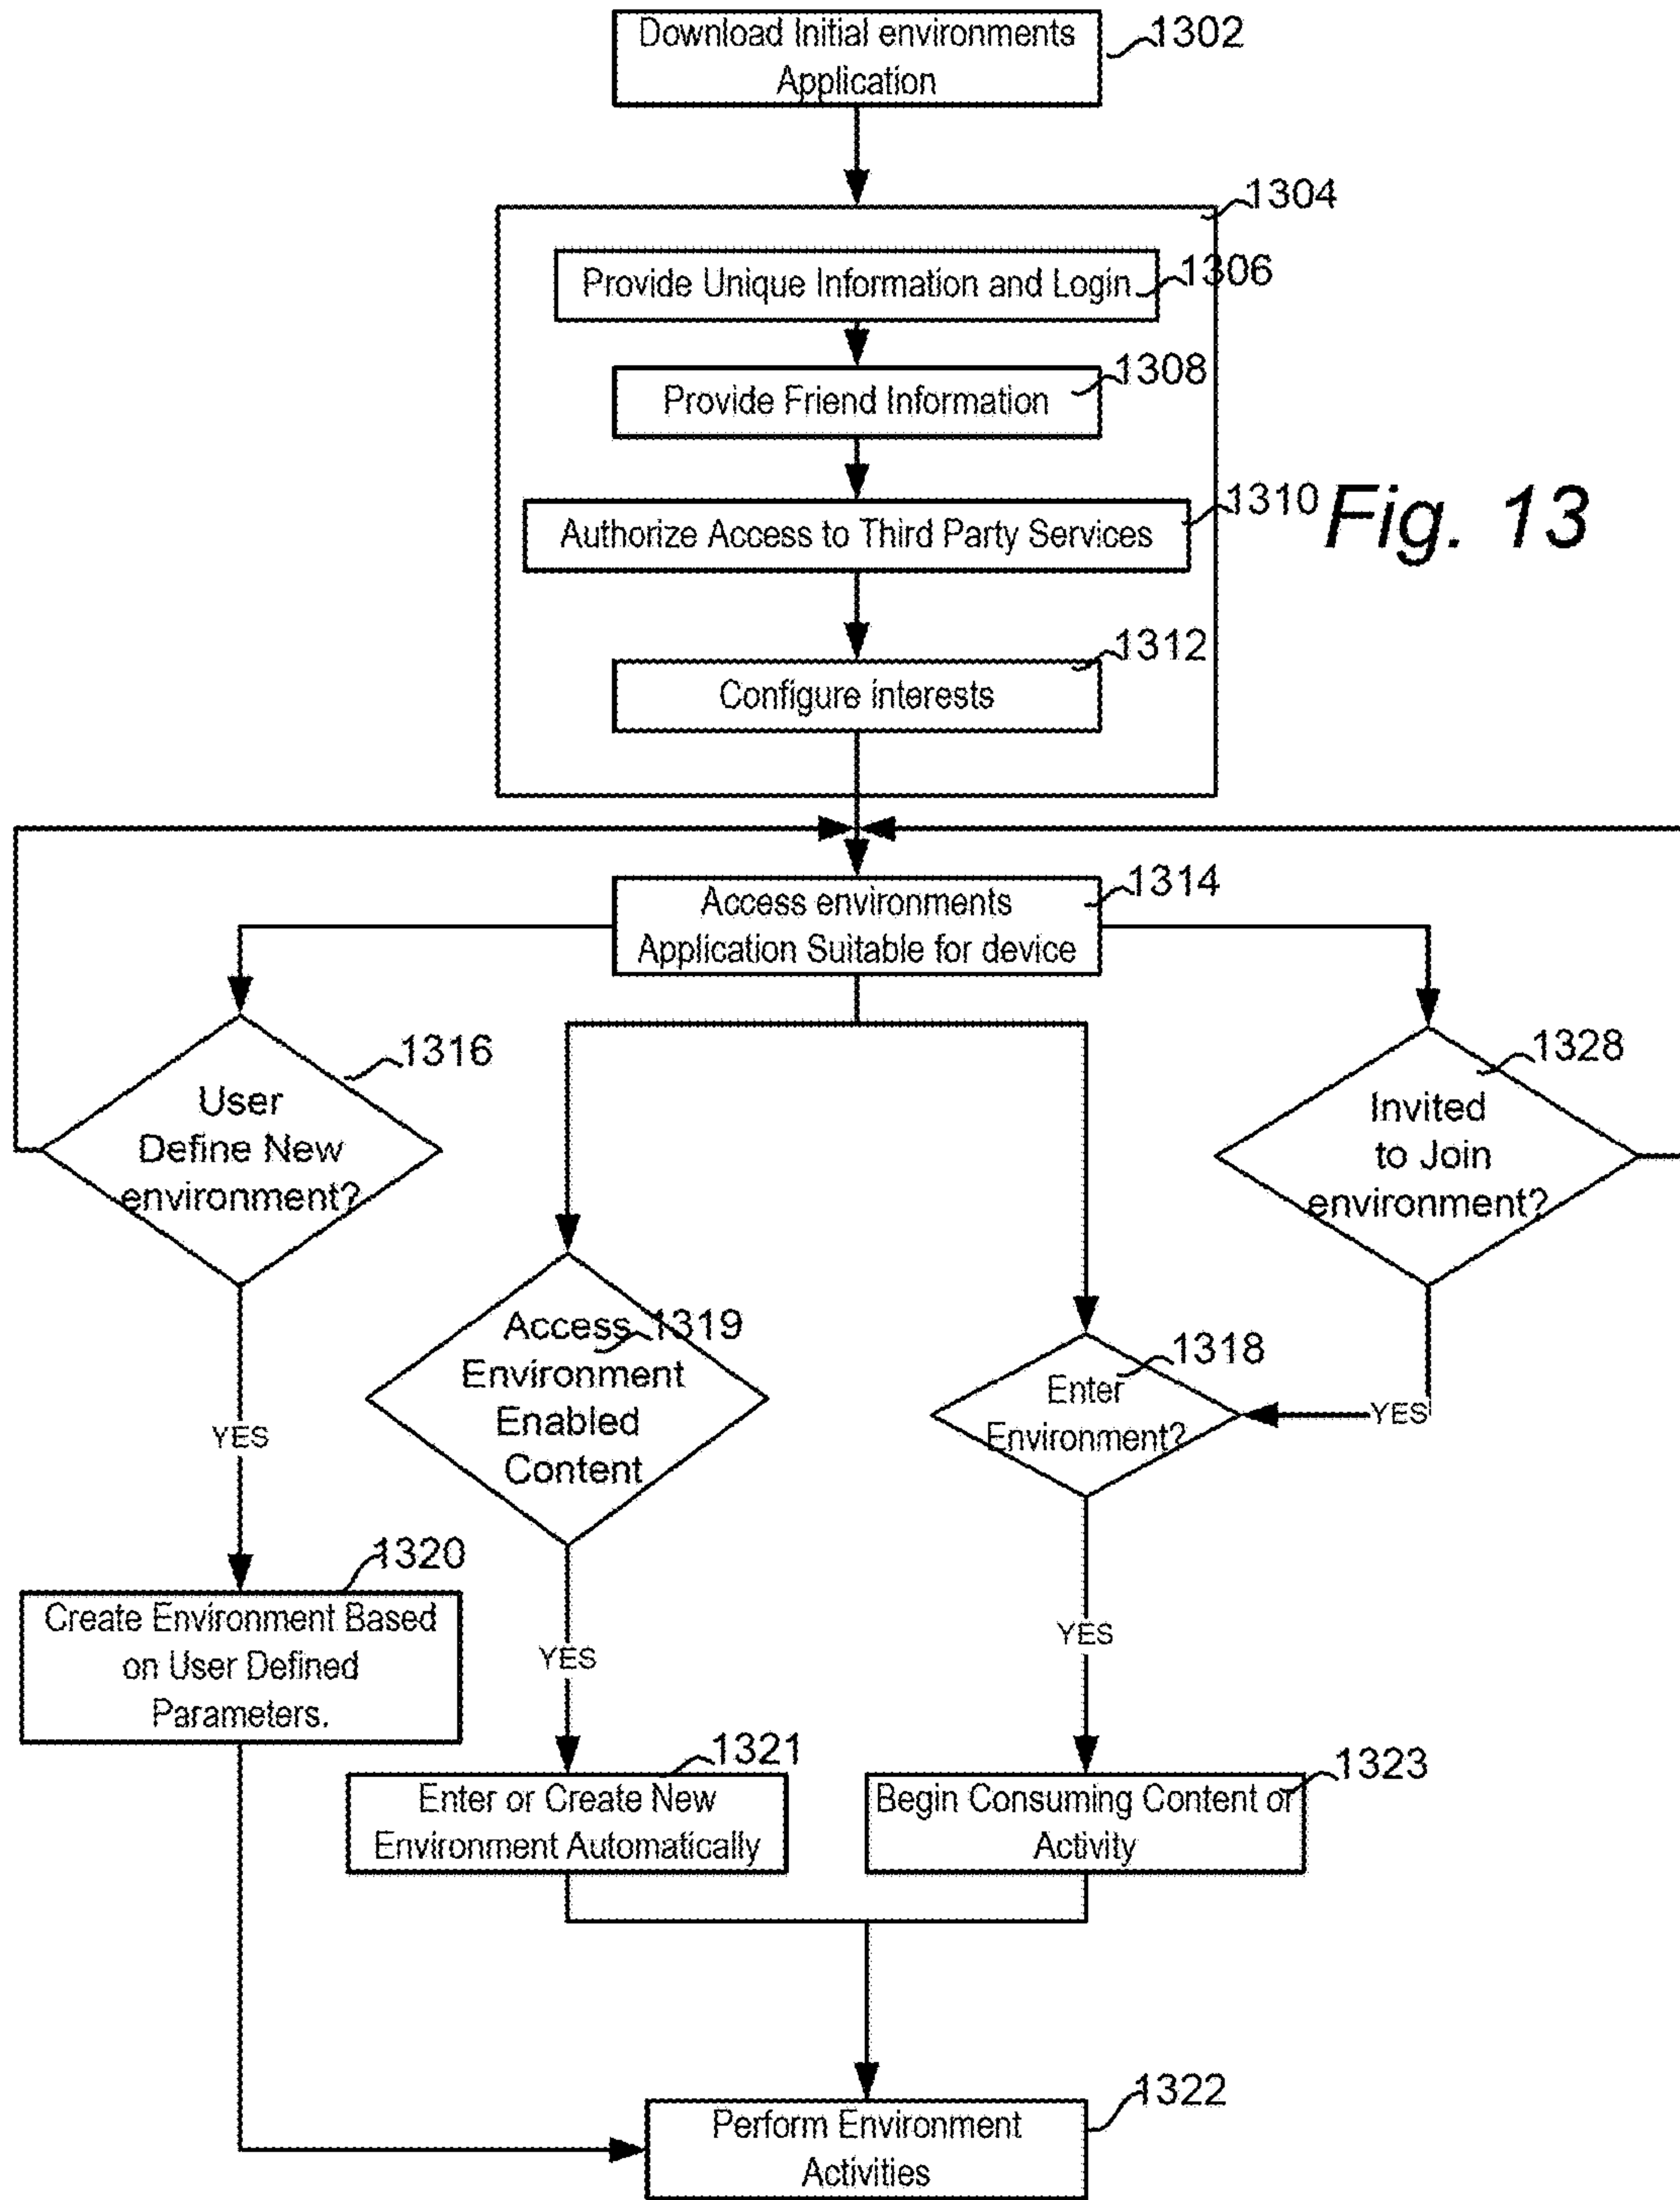 Download Initial environments
Application
1302
1304
Provide Unique Information and Login
1306
Provide Friend Information
1308
Authorize Access to Third Party Services
1310
Fig. 13
Configure interests
1312
Access environments
Application Suitable for device
1314
User
Define New
environment?
1316
Invited
to Join
environment?
1328
Access
Environment
Enabled
Content
1319
Enter
Environment?
1318
YES
YES
Create Environment Based
on User Defined
Parameters.
1320
YES
YES
Enter or Create New
Environment Automatically
1321
Begin Consuming Content or
Activity
1323
Perform Environment
Activities
1322